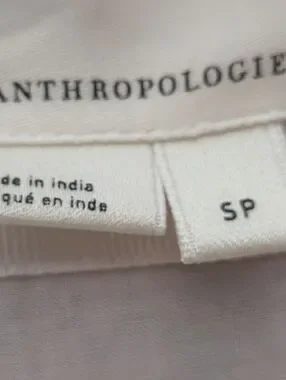 ANTHROPOLOGIE
de in india
qué en inde
SP